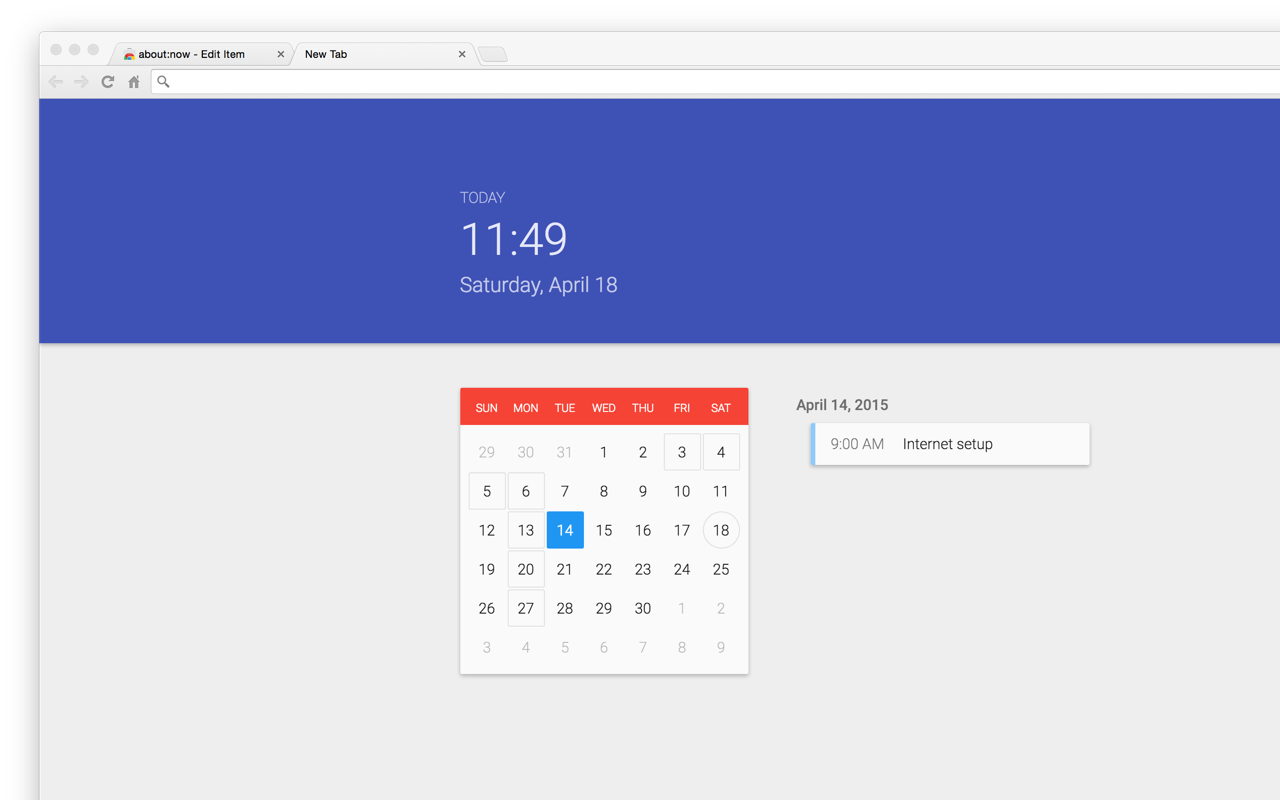 about:now - Edit Item
New Tab
TODAY
11:49
Saturday, April 18
SUN MON TUE WED THU FRI SAT
29 30 31 1 2 3 4
5 6 7 8 9 10 11
12 13 14 15 16 17 18
19 20 21 22 23 24 25
26 27 28 29 30 1 2
3 4 5 6 7 8 9
April 14, 2015
9:00 AM Internet setup